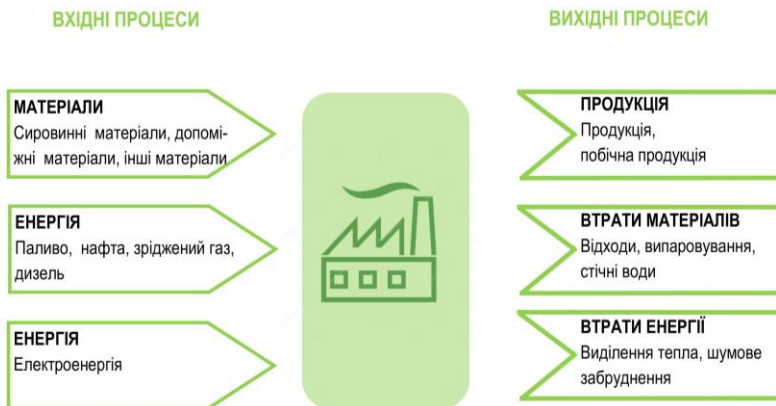 ВХІДНІ ПРОЦЕСИ
ВИХІДНІ ПРОЦЕСИ
МАТЕРІАЛИ
Сировинні матеріали, допомі-
жні матеріали, інші матеріали
ЕНЕРГІЯ
Паливо, нафта, зріджений газ,
дизель
ЕНЕРГІЯ
Електроенергія
ПРОДУКЦІЯ
Продукція,
побічна продукція
ВТРАТИ МАТЕРІАЛІВ
Відходи, випаровування,
стічні води
ВТРАТИ ЕНЕРГІЇ
Виділення тепла, шумове
забруднення